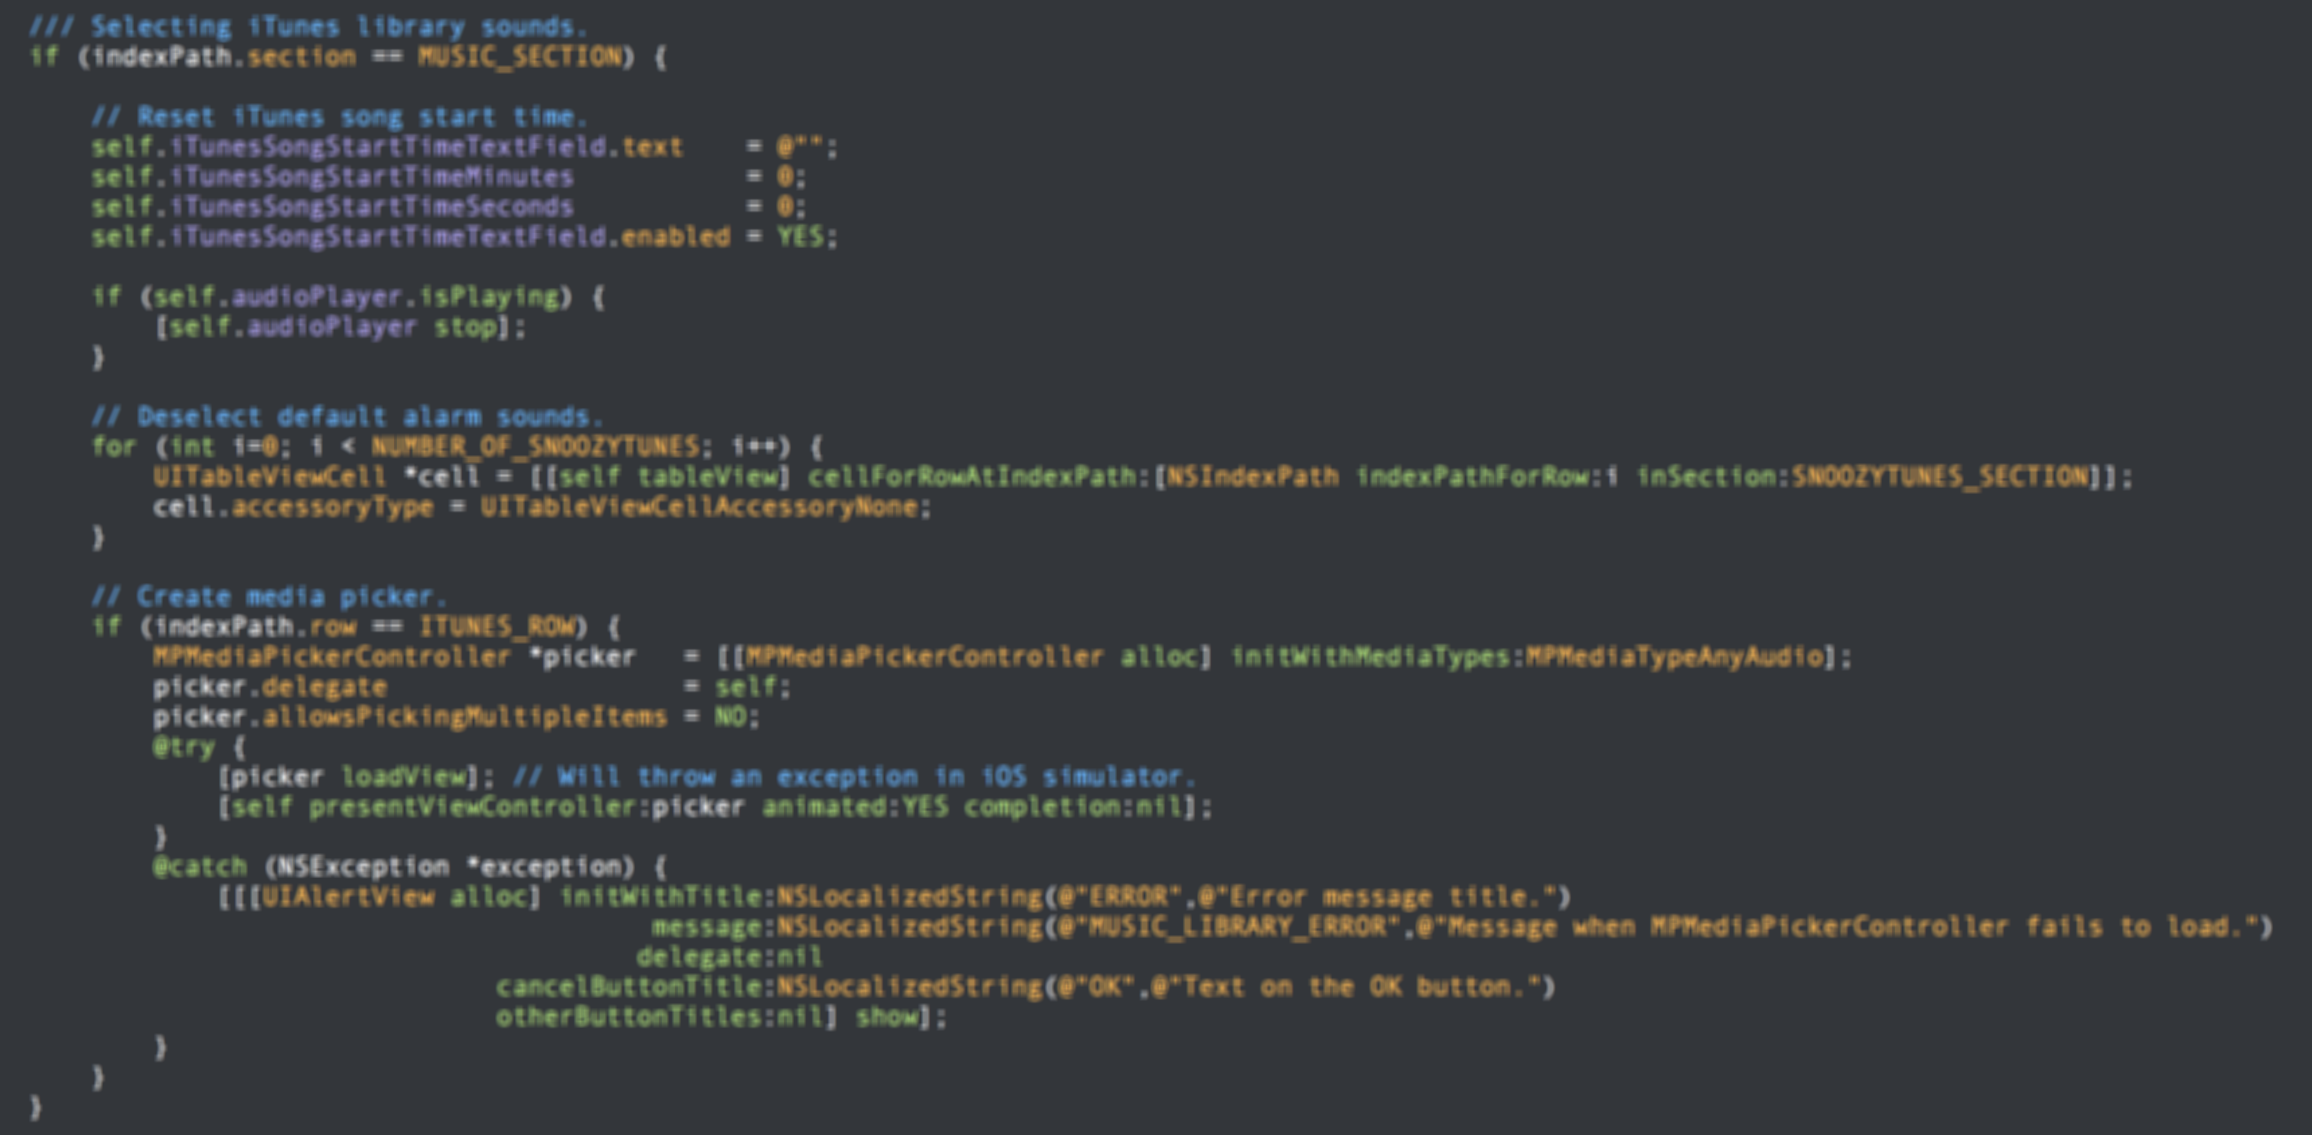 /// Selecting iTunes library sounds.
if (indexPath.section == MUSIC_SECTION) {
// Reset iTunes song start time.
self.iTunesSongStartTimeTextField.text    = @"";
self.iTunesSongStartTimeMinutes           = 0;
self.iTunesSongStartTimeSeconds           = 0;
self.iTunesSongStartTimeTextField.enabled = YES;
if (self.audioPlayer.isPlaying) {
[self.audioPlayer stop];
}
// Deselect default alarm sounds.
for (int i=0; i < NUMBER_OF_SNOOZYTUNES; i++) {
UITableViewCell *cell = [[self tableView] cellForRowAtIndexPath:[NSIndexPath indexPathForRow:i inSection:SNOOZYTUNES_SECTION]];
cell.accessoryType = UITableViewCellAccessoryNone;
}
// Create media picker.
if (indexPath.row == ITUNES_ROW) {
MPMediaPickerController *picker   = [[MPMediaPickerController alloc] initWithMediaTypes:MPMediaTypeAnyAudio];
picker.delegate                   = self;
picker.allowsPickingMultipleItems = NO;
@try {
[picker loadView]; // Will throw an exception in iOS simulator.
[self presentViewController:picker animated:YES completion:nil];
}
@catch (NSException *exception) {
[[[UIAlertView alloc] initWithTitle:NSLocalizedString(@"ERROR",@"Error message title.")
message:NSLocalizedString(@"MUSIC_LIBRARY_ERROR",@"Message when MPMediaPickerController fails to load.")
delegate:nil
cancelButtonTitle:NSLocalizedString(@"OK",@"Text on the OK button.")
otherButtonTitles:nil] show];
}
}
}